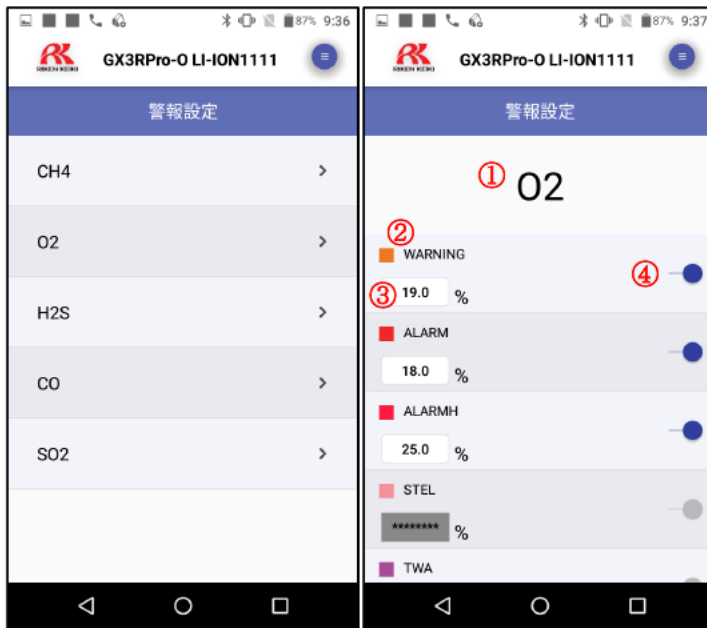 87% 9:36
RIKEN KEIKI
GX3RPro-O LI-ION1111
警報設定
CH4
O2
H2S
CO
SO2
87% 9:37
RIKEN KEIKI
GX3RPro-O LI-ION1111
警報設定
① O2
②
WARNING
③ 19.0 %
④
ALARM
18.0 %
ALARMH
25.0 %
STEL
******** %
TWA